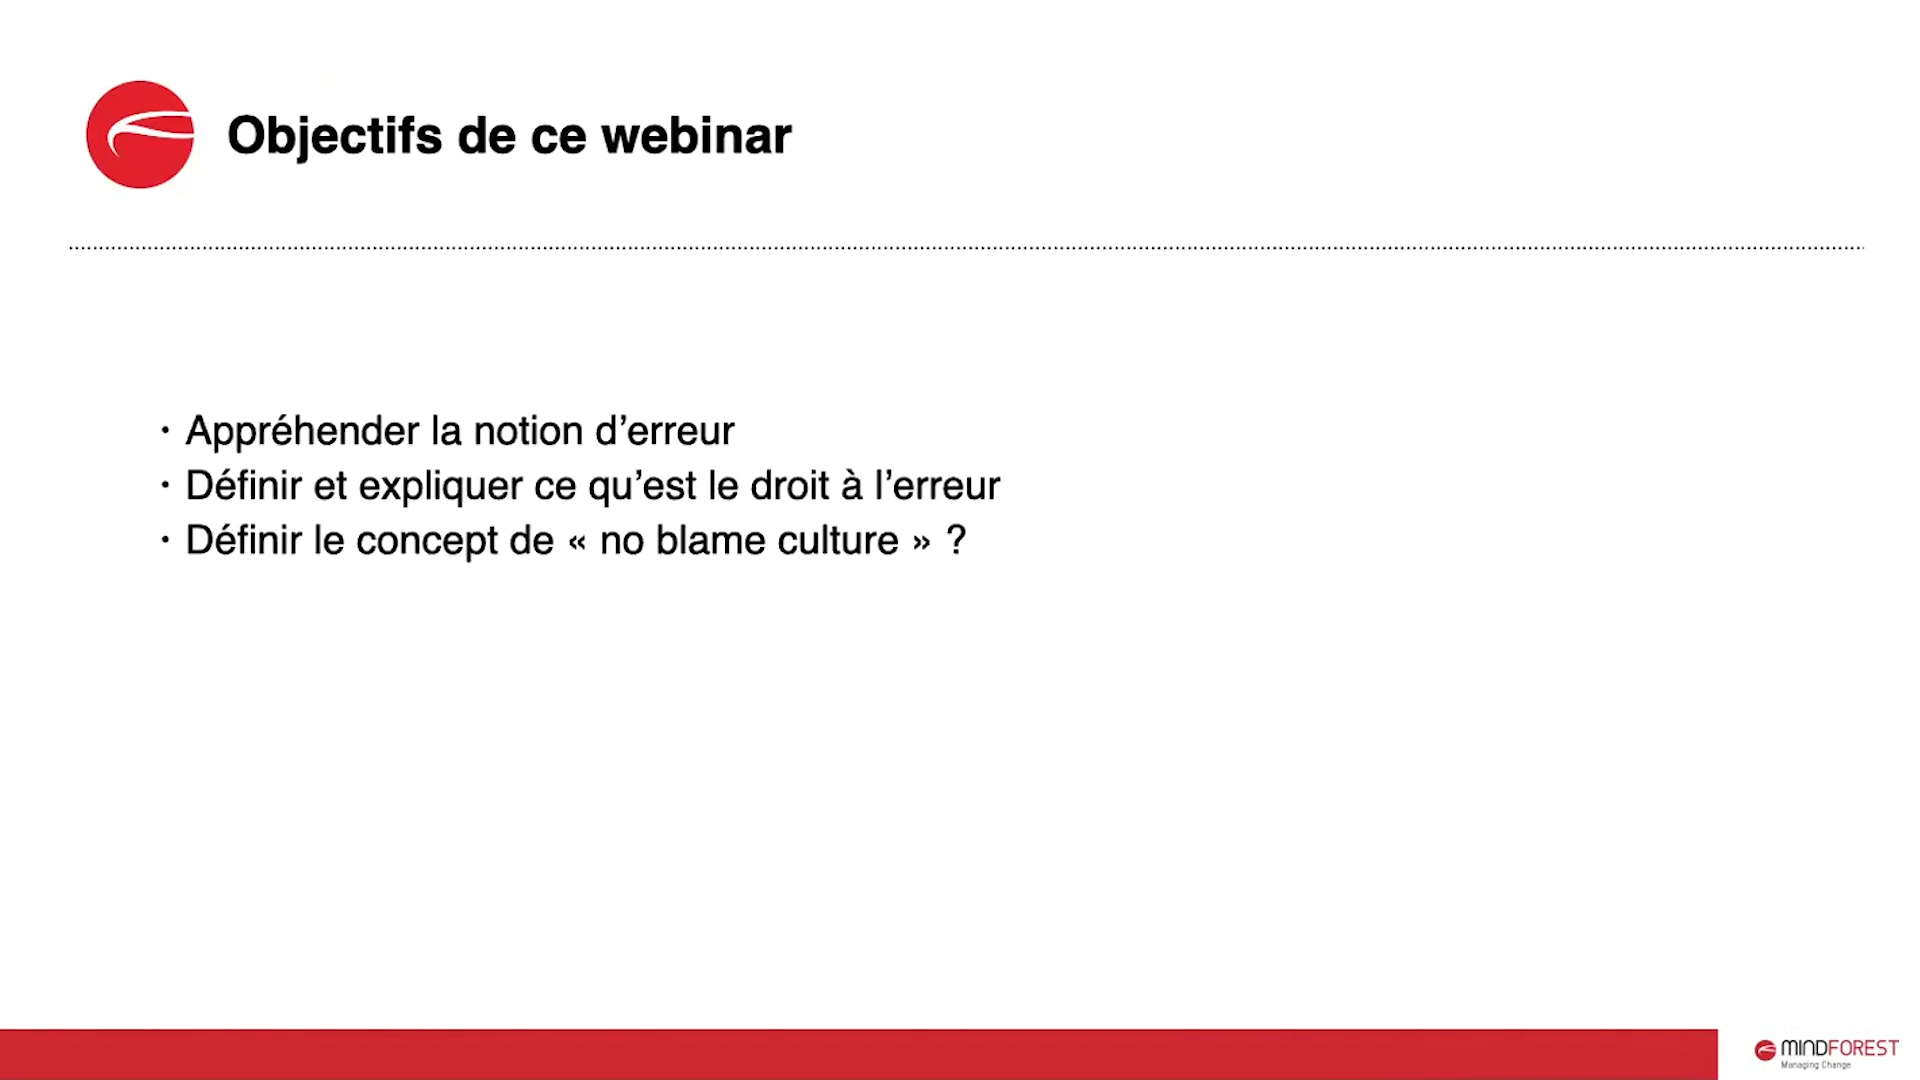 Objectifs de ce webinar
· Appréhender la notion d’erreur
· Définir et expliquer ce qu’est le droit à l’erreur
· Définir le concept de « no blame culture » ?
MINDFOREST
Managing Change